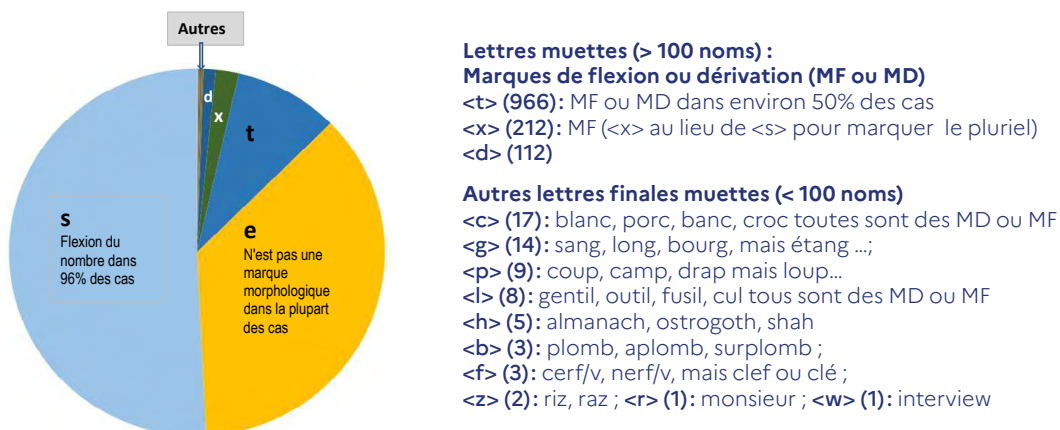 Autres
d
x
t
s
Flexion du
nombre dans
96% des cas
e
N'est pas une
marque
morphologique
dans la plupart
des cas
Lettres muettes (> 100 noms) :
Marques de flexion ou dérivation (MF ou MD)
<t> (966): MF ou MD dans environ 50% des cas
<x> (212): MF (<x> au lieu de <s> pour marquer le pluriel)
<d> (112)
Autres lettres finales muettes (< 100 noms)
<c> (17): blanc, porc, banc, croc toutes sont des MD ou MF
<g> (14): sang, long, bourg, mais étang ...;
<p> (9): coup, camp, drap mais loup...
<l> (8): gentil, outil, fusil, cul tous sont des MD ou MF
<h> (5): almanach, ostrogoth, shah
<b> (3): plomb, aplomb, surplomb ;
<f> (3): cerf/v, nerf/v, mais clef ou clé ;
<z> (2): riz, raz ; <r> (1): monsieur ; <w> (1): interview